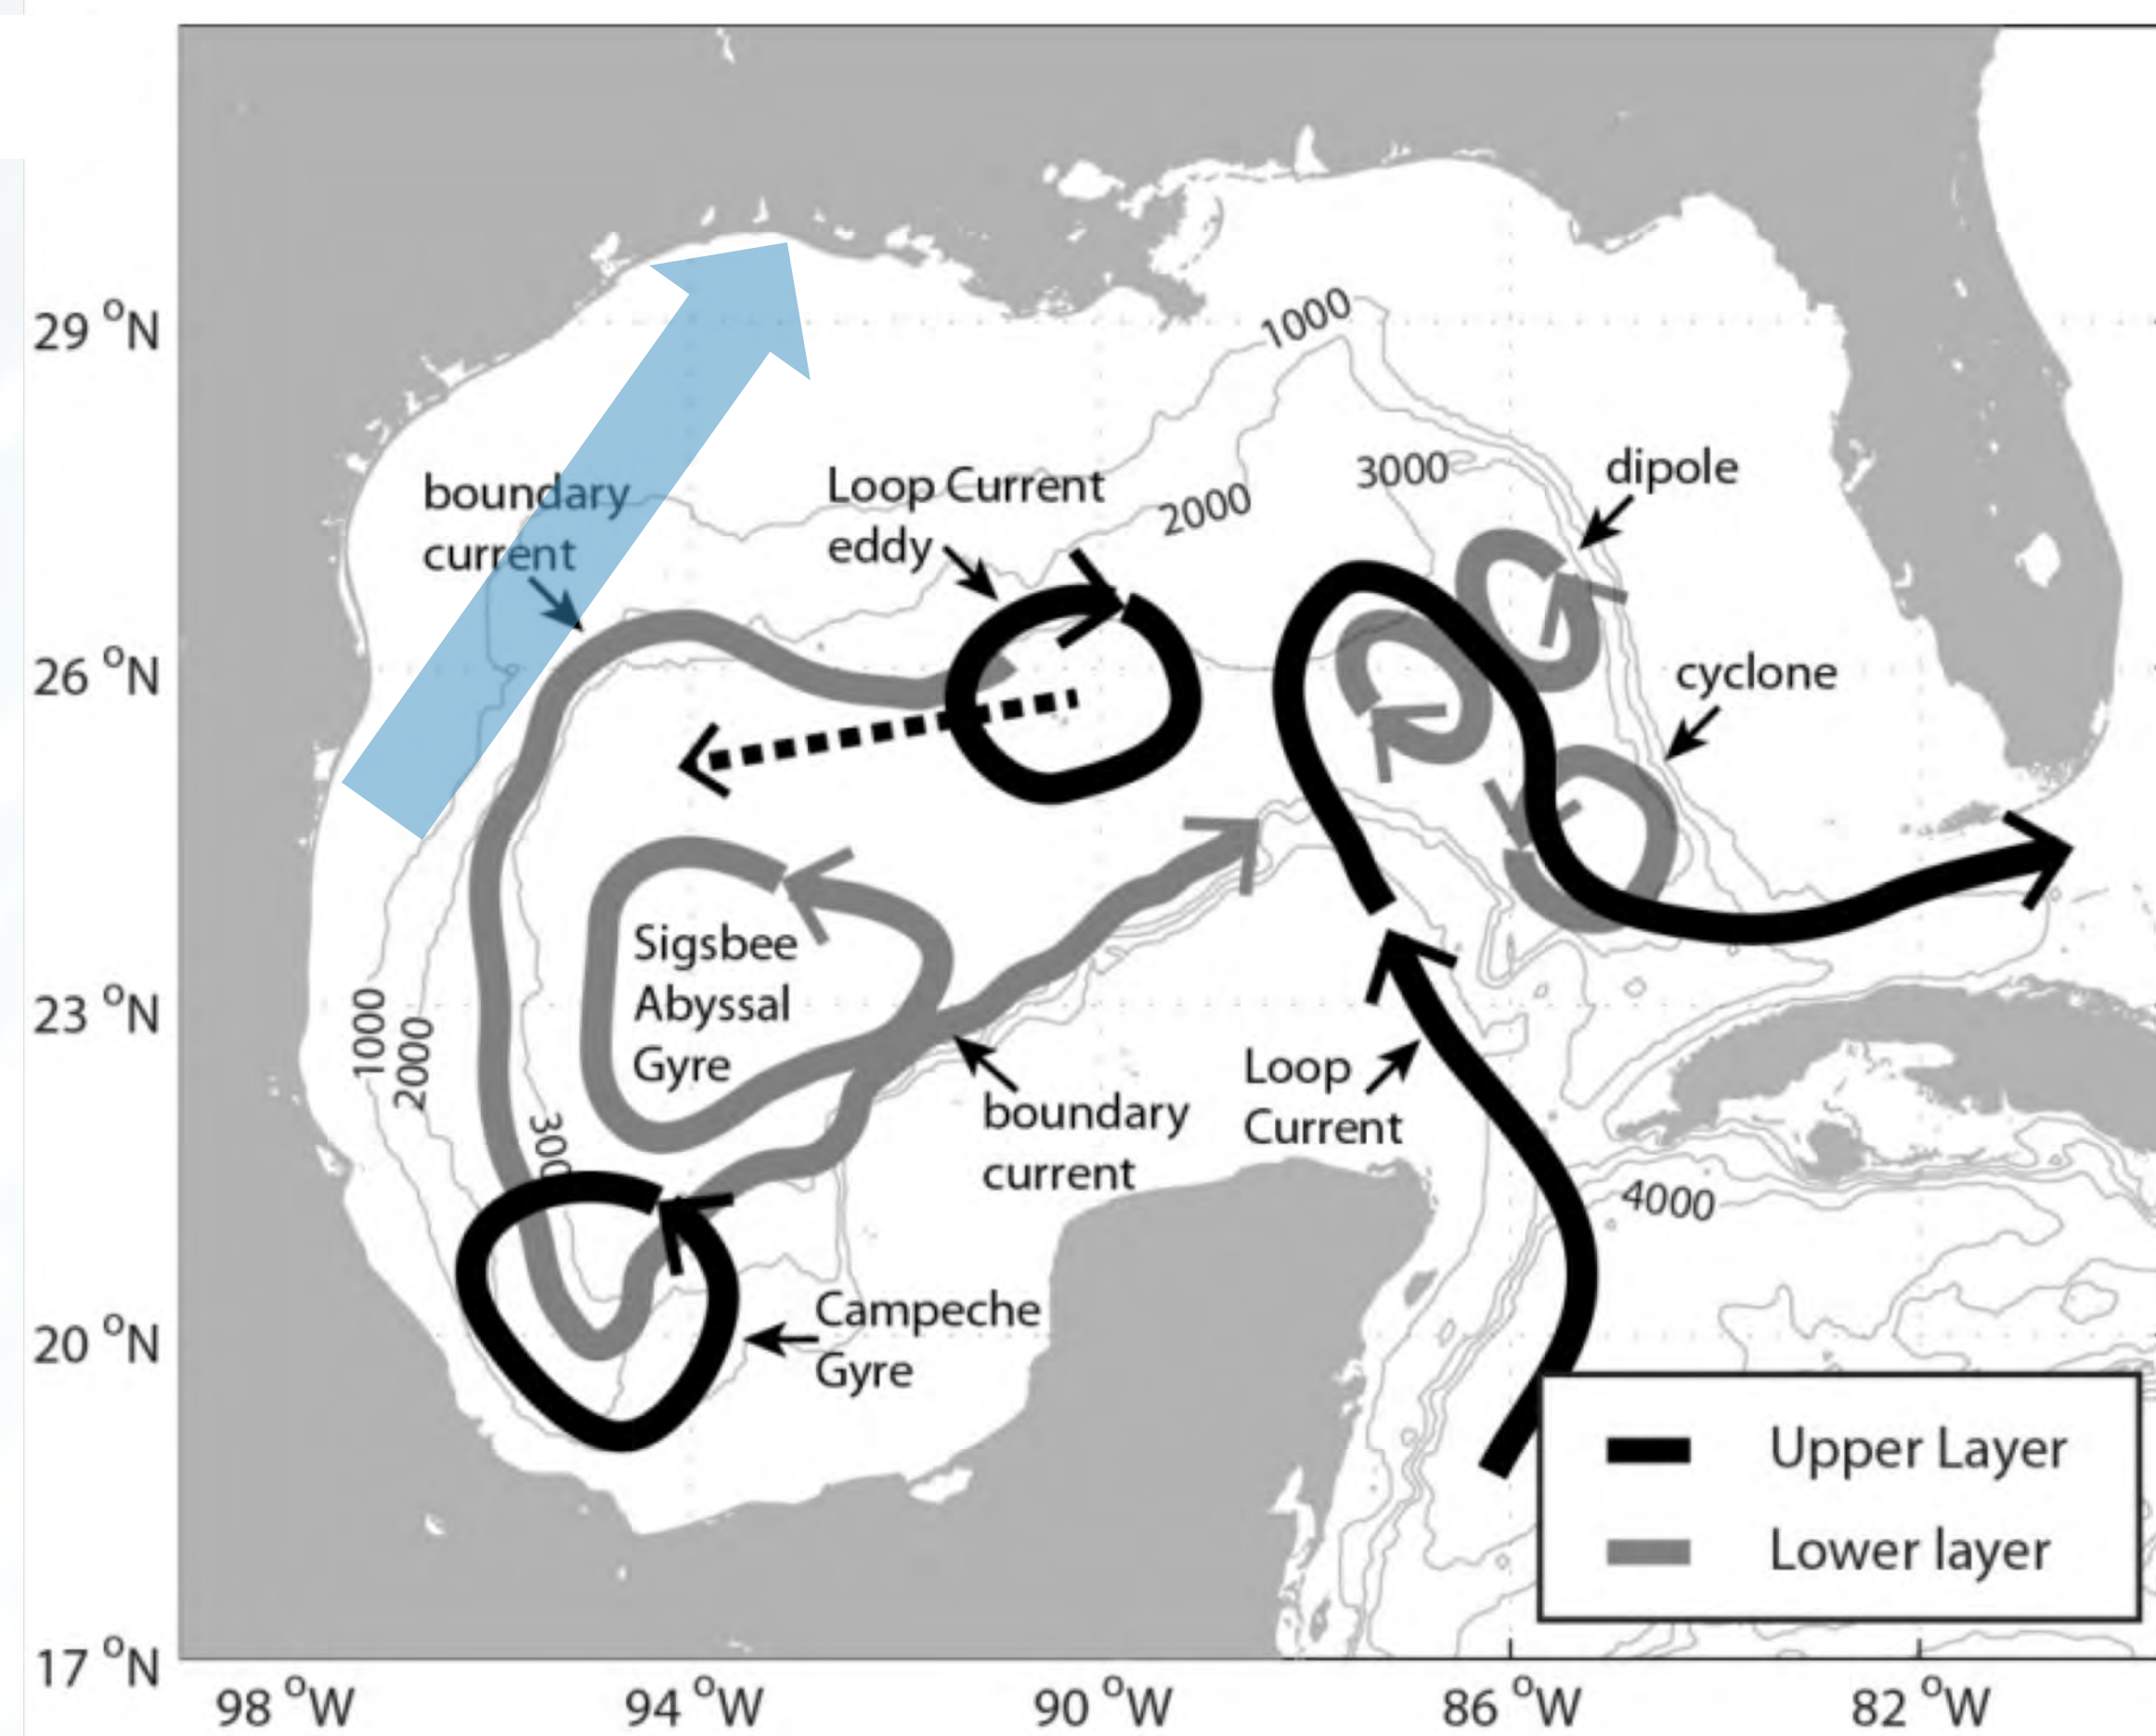 29 °N
26 °N
23 °N
20 °N
17 °N
98 °W
94 °W
90 °W
86 °W
82 °W
1000
2000
3000
boundary
current
Loop Current
eddy
dipole
cyclone
Sigsbee
Abyssal
Gyre
1000
2000
300
boundary
current
Loop
Current
4000
Campeche
Gyre
Upper Layer
Lower layer